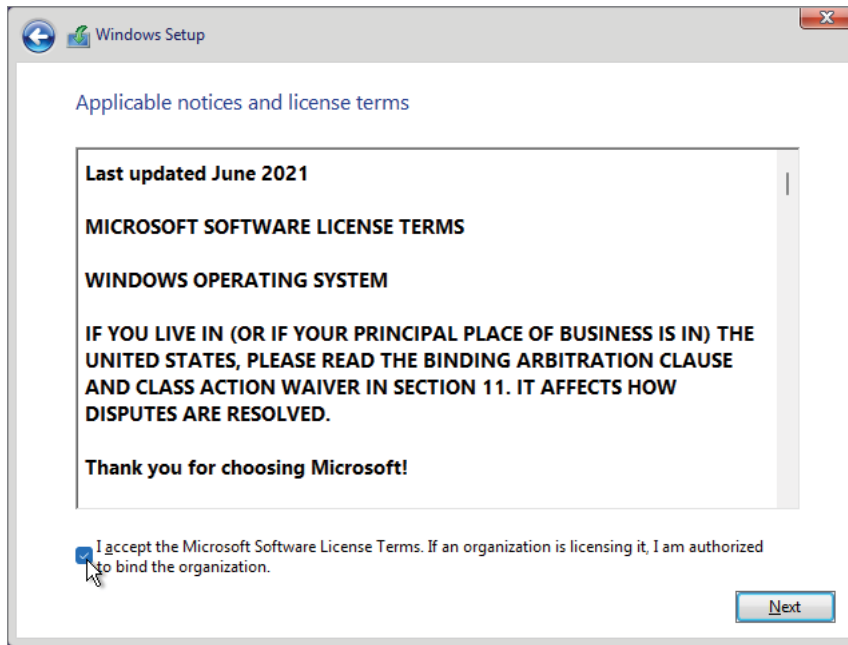 Windows Setup
Applicable notices and license terms
Last updated June 2021
MICROSOFT SOFTWARE LICENSE TERMS
WINDOWS OPERATING SYSTEM
IF YOU LIVE IN (OR IF YOUR PRINCIPAL PLACE OF BUSINESS IS IN) THE
UNITED STATES, PLEASE READ THE BINDING ARBITRATION CLAUSE
AND CLASS ACTION WAIVER IN SECTION 11. IT AFFECTS HOW
DISPUTES ARE RESOLVED.
Thank you for choosing Microsoft!
I accept the Microsoft Software License Terms. If an organization is licensing it, I am authorized
to bind the organization.
Next